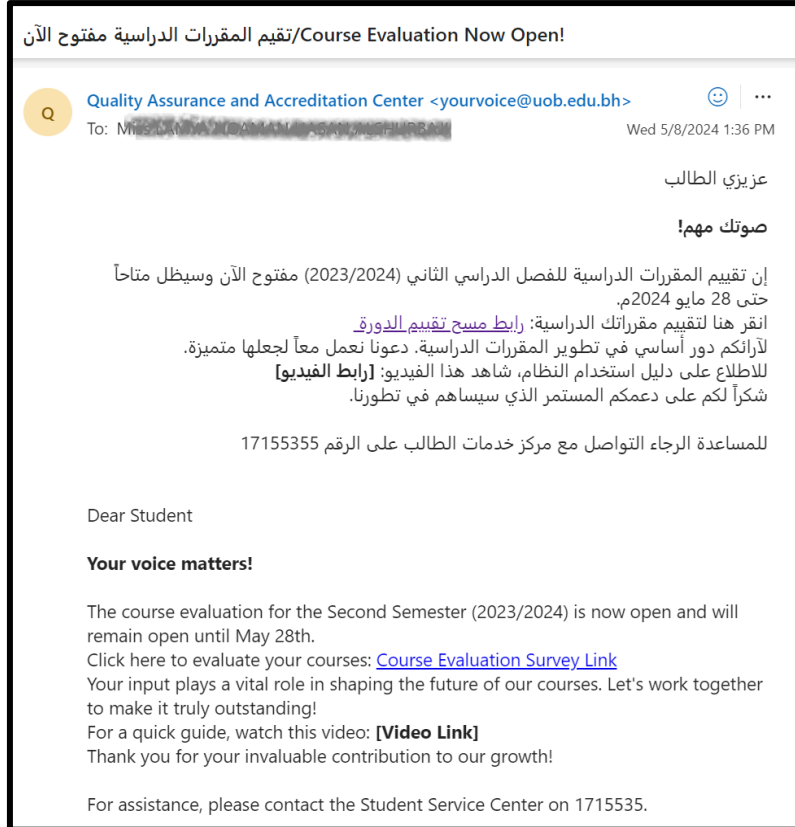 تقيم المقررات الدراسية مفتوح الآن/Course Evaluation Now Open!
Q
Quality Assurance and Accreditation Center <yourvoice@uob.edu.bh>
To:
Wed 5/8/2024 1:36 PM
عزيزي الطالب
صوتك مهم!
إن تقييم المقررات الدراسية للفصل الدراسي الثاني (2023/2024) مفتوح الآن وسيظل متاحاً
حتى 28 مايو 2024م.
انقر هنا لتقييم مقرراتك الدراسية: رابط مسح تقييم الدورة
لآرائكم دور أساسي في تطوير المقررات الدراسية. دعونا نعمل معاً لجعلها متميزة.
للاطلاع على دليل استخدام النظام، شاهد هذا الفيديو: [رابط الفيديو]
شكراً لكم على دعمكم المستمر الذي سيساهم في تطورنا.
للمساعدة الرجاء التواصل مع مركز خدمات الطالب على الرقم 17155355
Dear Student
Your voice matters!
The course evaluation for the Second Semester (2023/2024) is now open and will
remain open until May 28th.
Click here to evaluate your courses: Course Evaluation Survey Link
Your input plays a vital role in shaping the future of our courses. Let's work together
to make it truly outstanding!
For a quick guide, watch this video: [Video Link]
Thank you for your invaluable contribution to our growth!
For assistance, please contact the Student Service Center on 1715535.